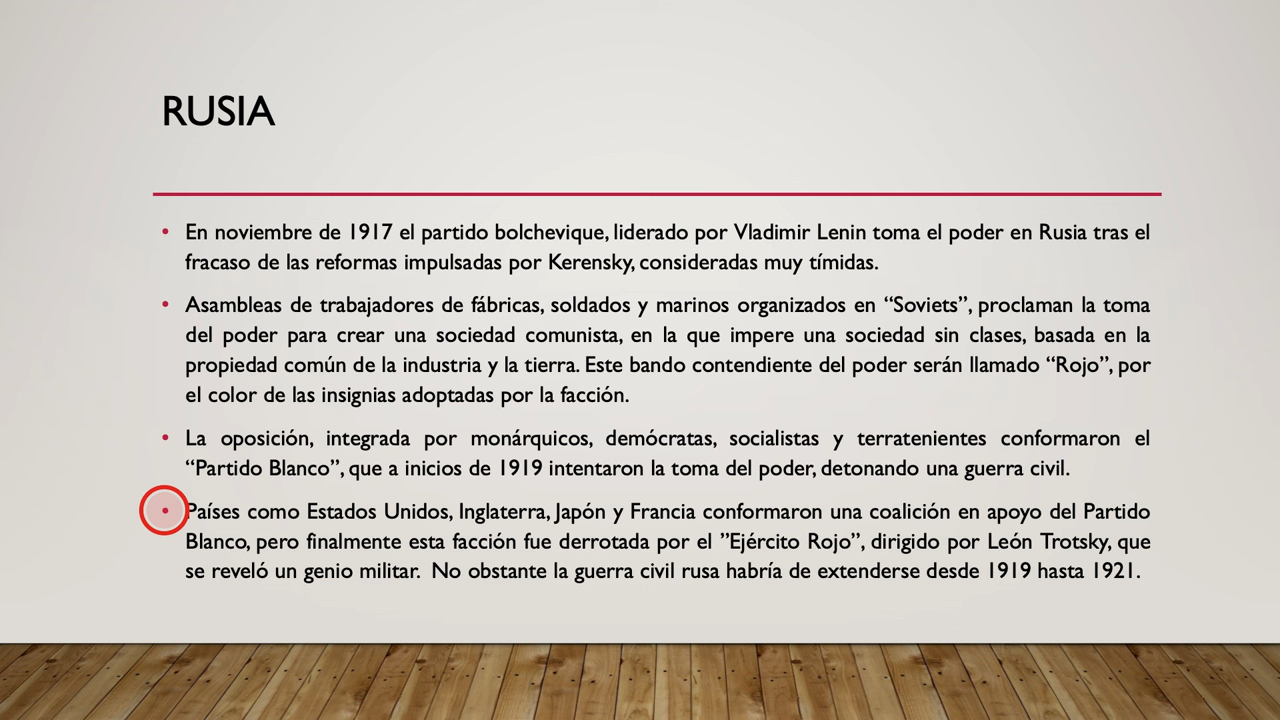 RUSIA
• En noviembre de 1917 el partido bolchevique, liderado por Vladimir Lenin toma el poder en Rusia tras el
fracaso de las reformas impulsadas por Kerensky, consideradas muy tímidas.
• Asambleas de trabajadores de fábricas, soldados y marinos organizados en “Soviets”, proclaman la toma
del poder para crear una sociedad comunista, en la que impere una sociedad sin clases, basada en la
propiedad común de la industria y la tierra. Este bando contendiente del poder serán llamado “Rojo”, por
el color de las insignias adoptadas por la facción.
• La oposición, integrada por monárquicos, demócratas, socialistas y terratenientes conformaron el
“Partido Blanco”, que a inicios de 1919 intentaron la toma del poder, detonando una guerra civil.
• Países como Estados Unidos, Inglaterra, Japón y Francia conformaron una coalición en apoyo del Partido
Blanco, pero finalmente esta facción fue derrotada por el ”Ejército Rojo”, dirigido por León Trotsky, que
se reveló un genio militar.  No obstante la guerra civil rusa habría de extenderse desde 1919 hasta 1921.